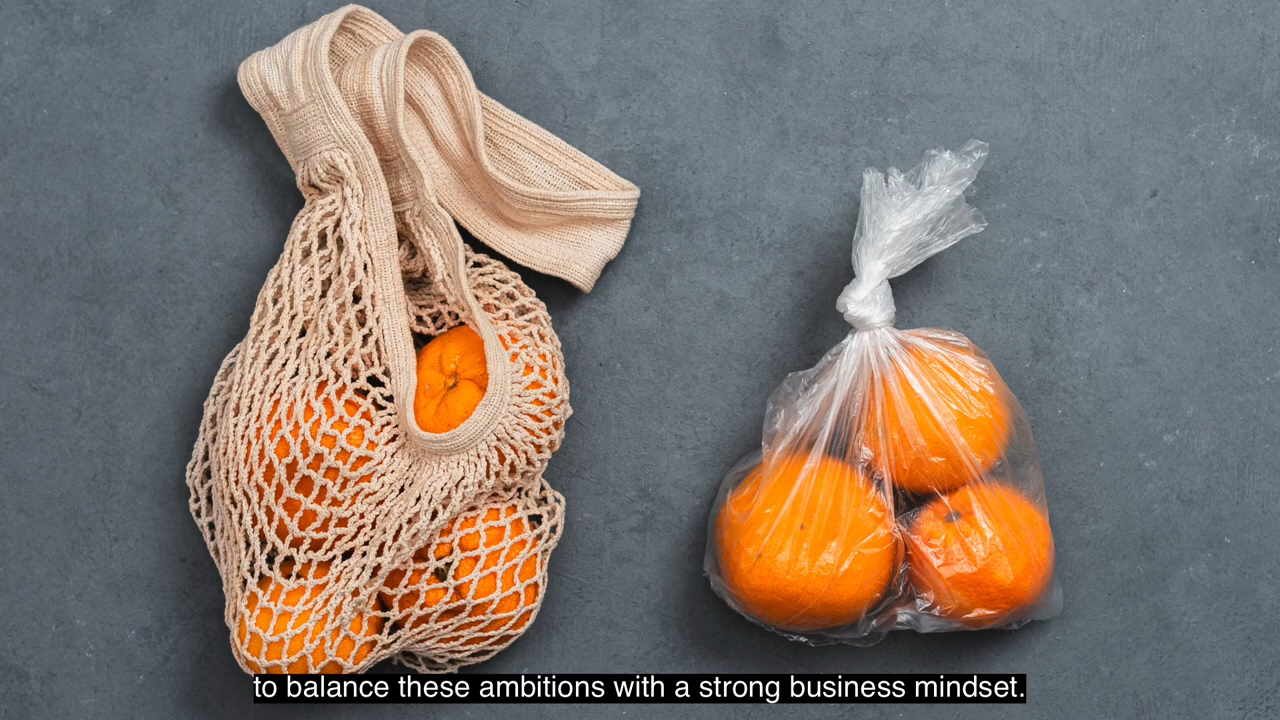 to balance these ambitions with a strong business mindset.